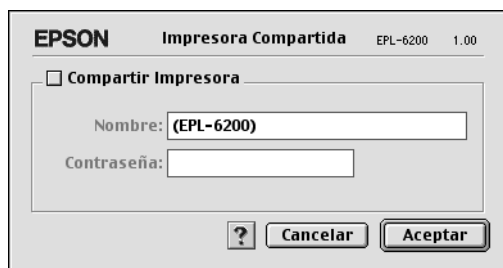 EPSON Impresora Compartida EPL-6200 1.00
Compartir Impresora
Nombre: (EPL-6200)
Contraseña:
? Cancelar Aceptar